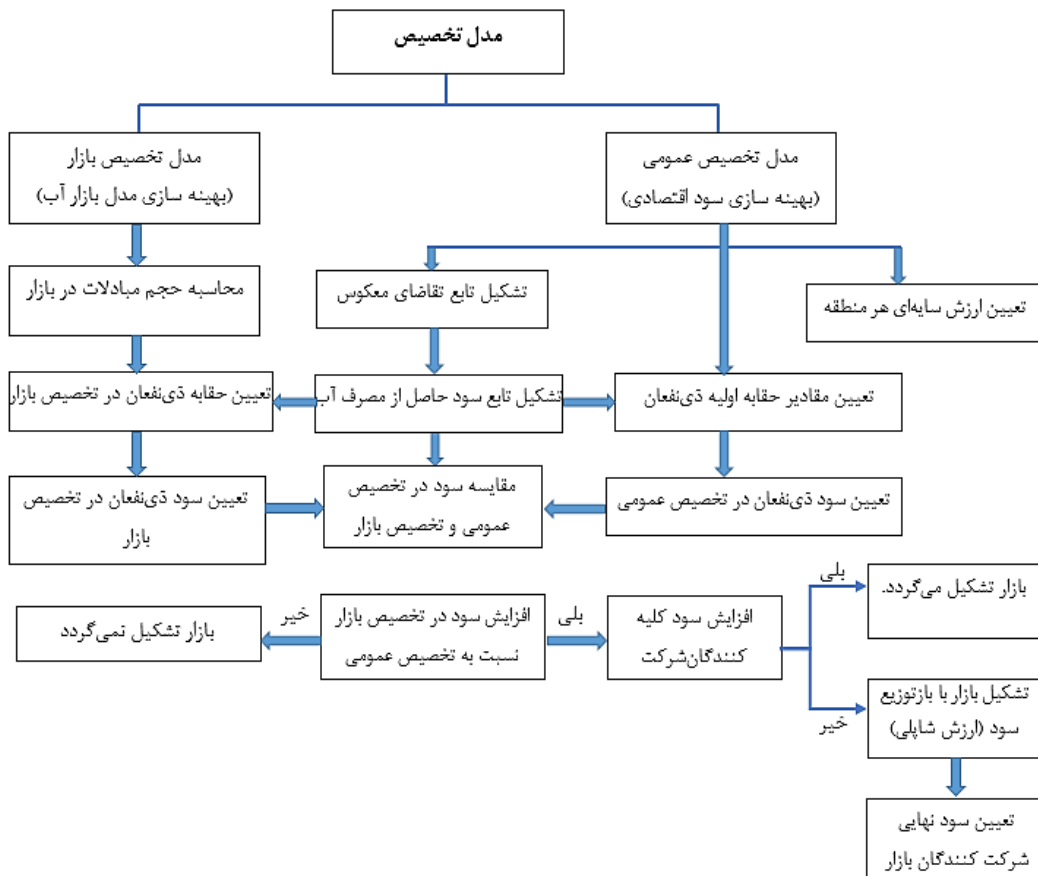 مدل تخصیص
مدل تخصیص عمومی
(بهینه سازی سود اقتصادی)
مدل تخصیص بازار
(بهینه سازی مدل بازار آب)
تعیین ارزش سایه‌ای هر منطقه
تشکیل تابع تقاضای معکوس
محاسبه حجم مبادلات در بازار
تعیین مقادیر حقابه اولیه ذی‌نفعان
تشکیل تابع سود حاصل از مصرف آب
تعیین حقابه ذی‌نفعان در تخصیص بازار
تعیین سود ذی‌نفعان در تخصیص عمومی
مقایسه سود در تخصیص
عمومی و تخصیص بازار
تعیین سود ذی‌نفعان در تخصیص
بازار
بازار تشکیل می‌گردد.
بلی
افزایش سود کلیه
کنندگان‌شرکت
بلی
افزایش سود در تخصیص بازار
نسبت به تخصیص عمومی
خیر
بازار تشکیل نمی‌گردد
خیر
تشکیل بازار با بازتوزیع
سود (ارزش شاپلی)
تعیین سود نهایی
شرکت کنندگان بازار